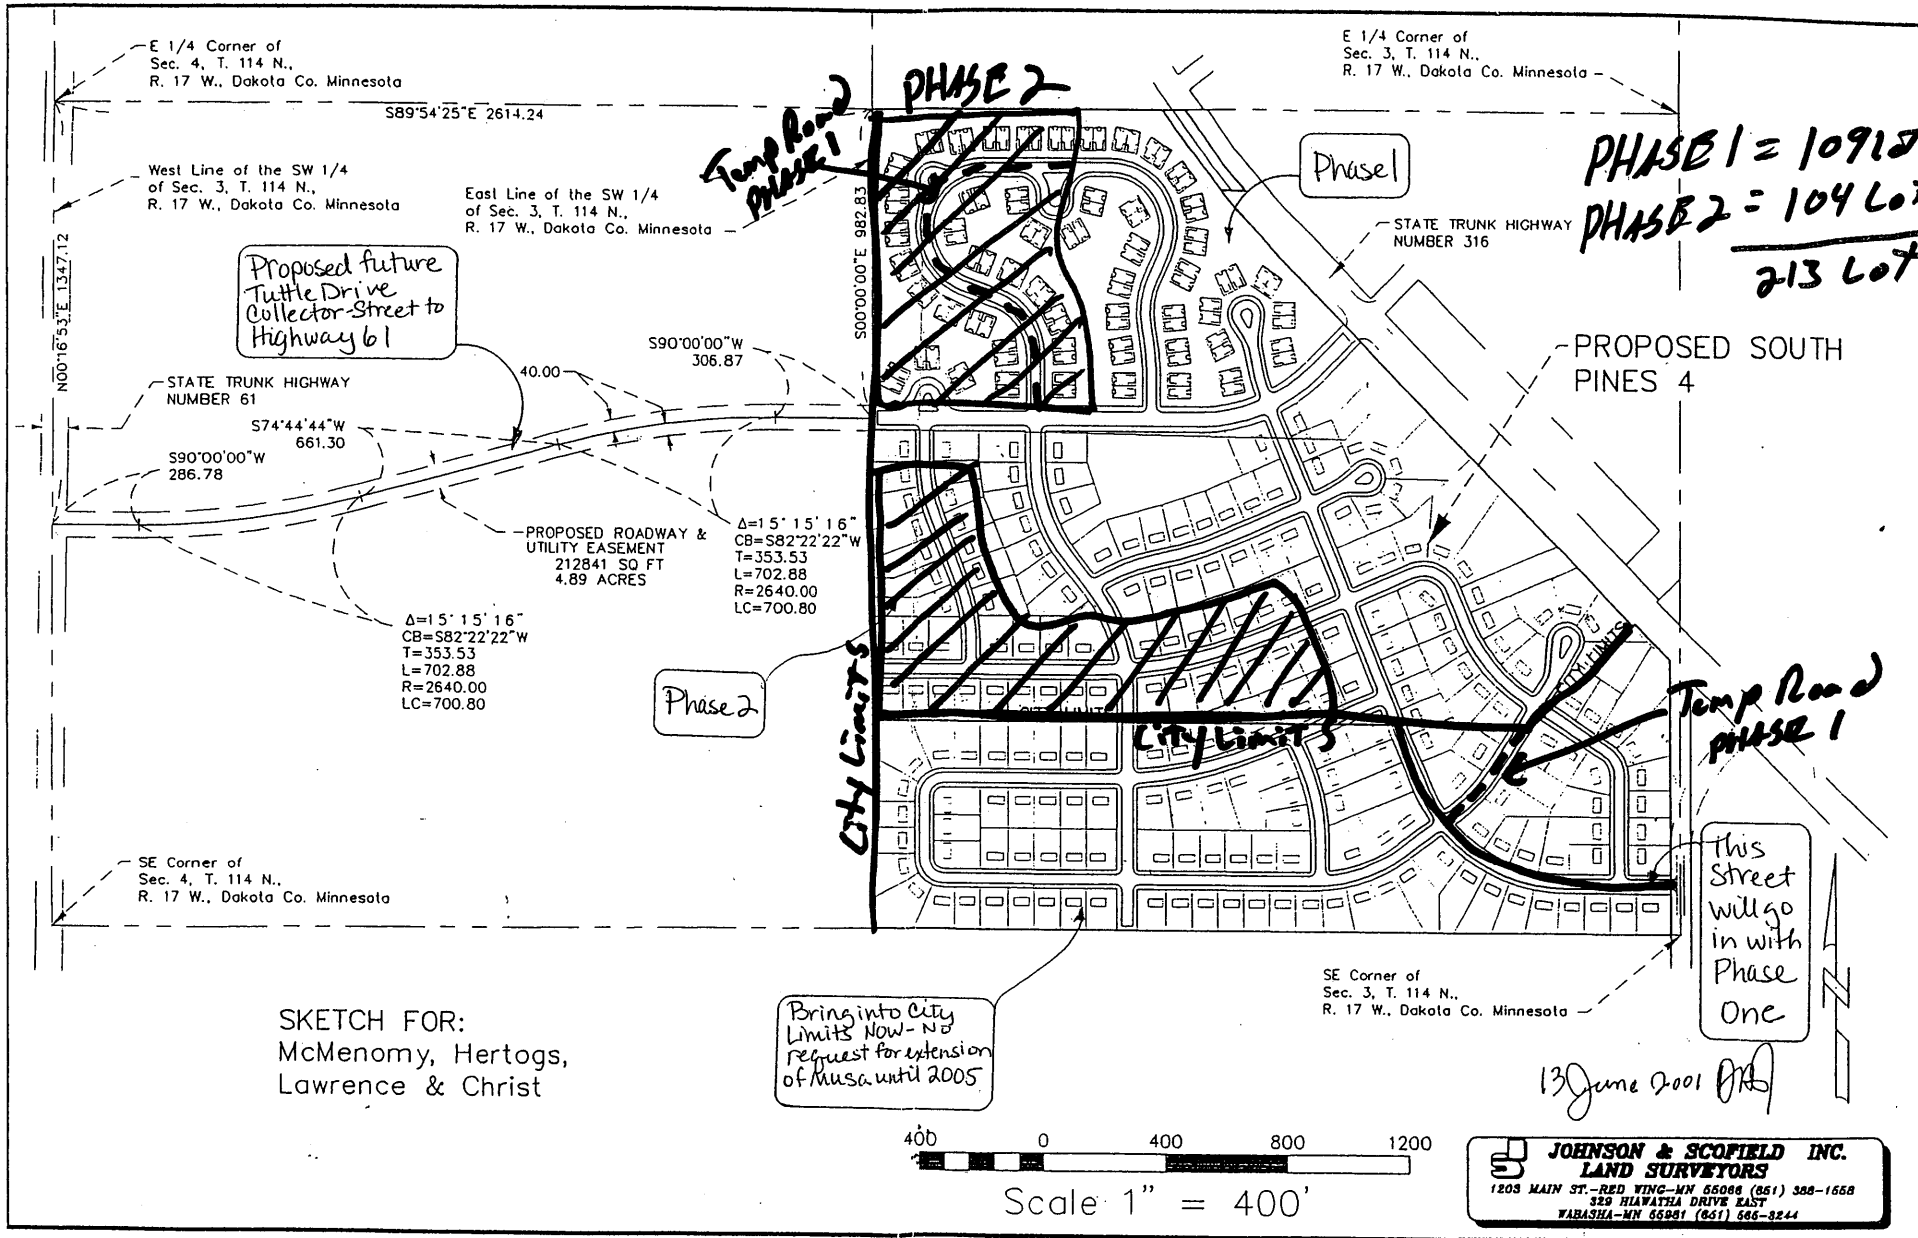 E 1/4 Corner of
Sec. 4, T. 114 N.,
R. 17 W., Dakota Co. Minnesota
S89°54'25"E 2614.24
West Line of the SW 1/4
of Sec. 3, T. 114 N.,
R. 17 W., Dakota Co. Minnesota
East Line of the SW 1/4
of Sec. 3, T. 114 N.,
R. 17 W., Dakota Co. Minnesota
N00°16'53"E 1347.12
Proposed future
Tuttle Drive
Collector-Street to
Highway 61
STATE TRUNK HIGHWAY
NUMBER 61
S74°44'44"W
661.30
S90°00'00"W
286.78
40.00
S90°00'00"W
306.87
S00°00'00"E 982.83
PROPOSED ROADWAY &
UTILITY EASEMENT
212841 SQ FT
4.89 ACRES
Δ=15°15'16"
CB=S82°22'22"W
T=353.53
L=702.88
R=2640.00
LC=700.80
Δ=15°15'16"
CB=S82°22'22"W
T=353.53
L=702.88
R=2640.00
LC=700.80
PHASE 2
Temp Road
PHASE 1
E 1/4 Corner of
Sec. 3, T. 114 N.,
R. 17 W., Dakota Co. Minnesota
Phase1
STATE TRUNK HIGHWAY
NUMBER 316
PHASE 1 = 109
PHASE 2 = 104 Lot
213 Lot
PROPOSED SOUTH
PINES 4
Phase 2
City Limits
City Limits
CITY LIMIT
LIMITS
Temp Road
PHASE 1
This
Street
will go
in with
Phase
One
SE Corner of
Sec. 4, T. 114 N.,
R. 17 W., Dakota Co. Minnesota
SE Corner of
Sec. 3, T. 114 N.,
R. 17 W., Dakota Co. Minnesota
Bring into City
Limits Now - No
request for extension
of Musa until 2005
SKETCH FOR:
McMenomy, Hertogs,
Lawrence & Christ
13 June 2001
N
400 0 400 800 1200
Scale 1" = 400'
JOHNSON & SCOFIELD INC.
LAND SURVEYORS
1203 MAIN ST.-RED WING-MN 55066 (651) 388-1558
329 HIAWATHA DRIVE EAST
WABASHA-MN 55981 (651) 565-3244